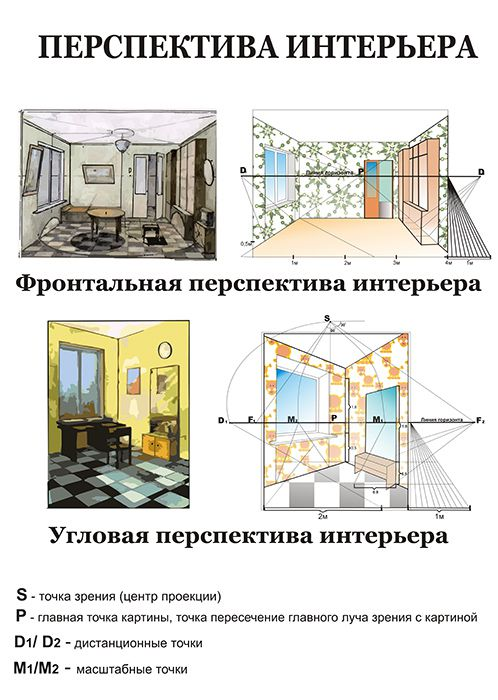 ПЕРСПЕКТИВА ИНТЕРЬЕРА
D Линия горизонта P D
0,5м
1м 2м 3м 4м 1м
Фронтальная перспектива интерьера
S
D1 F1 M2 P M1 Линия горизонта F2
2м 1м
Угловая перспектива интерьера
S - точка зрения (центр проекции)
P - главная точка картины, точка пересечение главного луча зрения с картиной
D1/ D2 - дистанционные точки
M1/M2 - масштабные точки